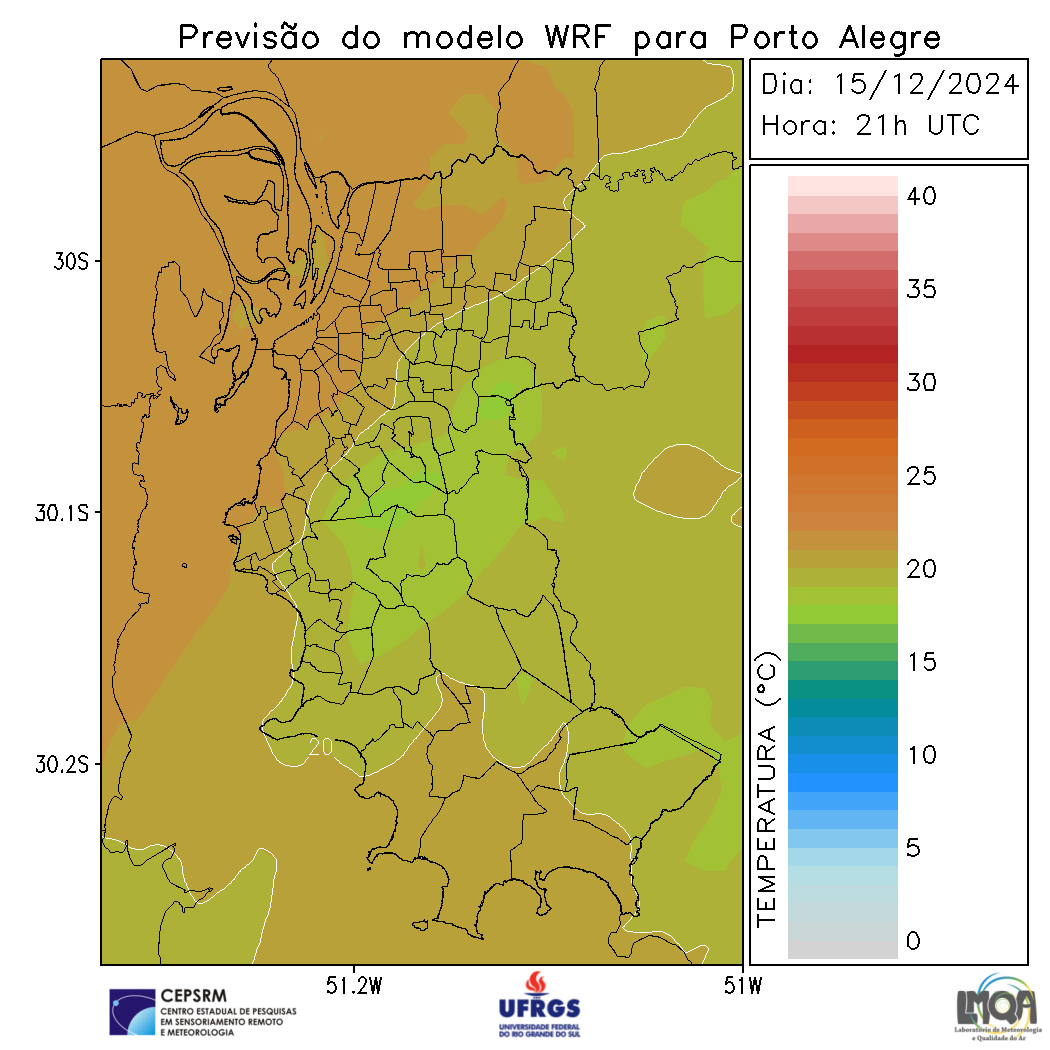 Previsão do modelo WRF para Porto Alegre
Dia: 15/12/2024
Hora: 21h UTC
40
35
30
25
20
15
10
5
0
TEMPERATURA (°C)
30S
30.1S
30.2S
20
51.2W
51W
CEPSRM
CENTRO ESTADUAL DE PESQUISAS
EM SENSORIAMENTO REMOTO
E METEOROLOGIA
UFRGS
UNIVERSIDADE FEDERAL
DO RIO GRANDE DO SUL
LMQA
Laboratório de Meteorologia
e Qualidade do Ar